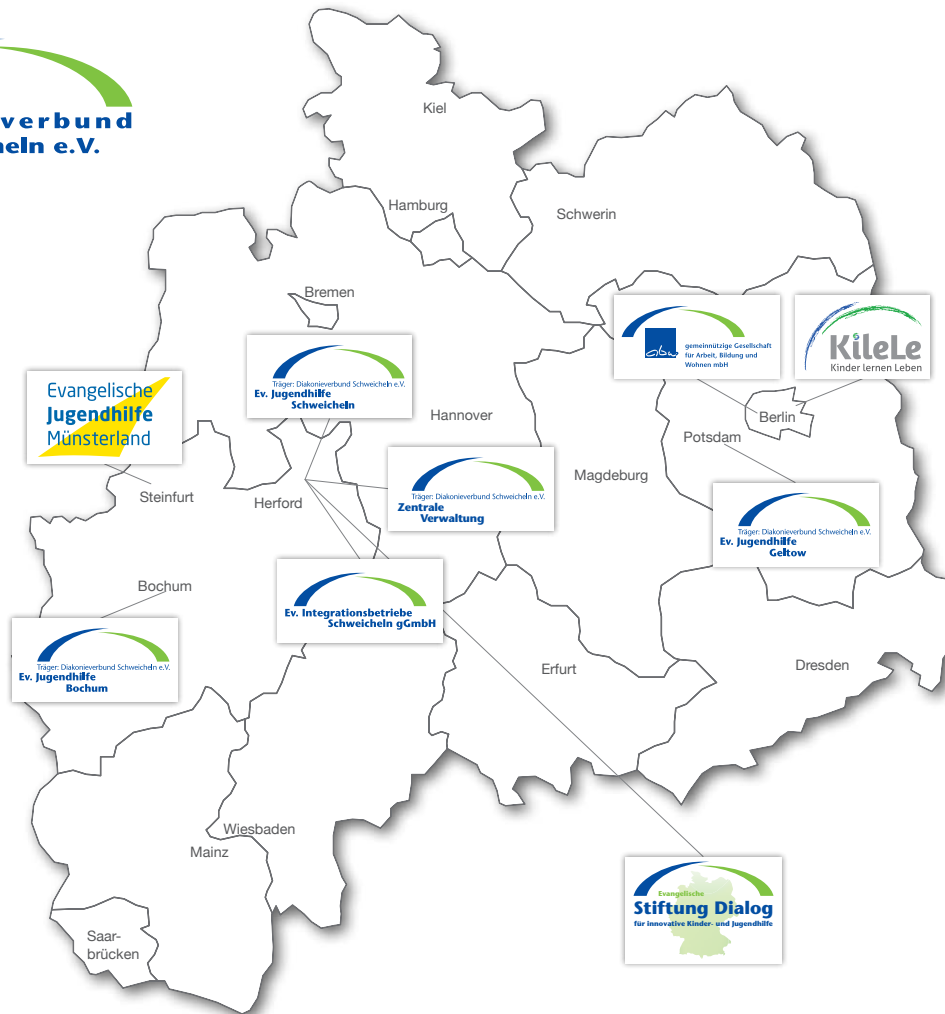 verbund
eln e.V.
Kiel
Hamburg
Schwerin
Bremen
Träger: Diakonieverbund Schweicheln e.V.
Ev. Jugendhilfe
Schweicheln
gemeinnützige Gesellschaft
für Arbeit, Bildung und
Wohnen mbH
abw
KiLeLe
Kinder lernen Leben
Evangelische
Jugendhilfe
Münsterland
Hannover
Berlin
Potsdam
Magdeburg
Steinfurt
Herford
Träger: Diakonieverbund Schweicheln e.V.
Zentrale
Verwaltung
Träger: Diakonieverbund Schweicheln e.V.
Ev. Jugendhilfe
Geltow
Bochum
Ev. Integrationsbetriebe
Schweicheln gGmbH
Träger: Diakonieverbund Schweicheln e.V.
Ev. Jugendhilfe
Bochum
Erfurt
Dresden
Wiesbaden
Mainz
Evangelische
Stiftung Dialog
für innovative Kinder- und Jugendhilfe
Saar-
brücken